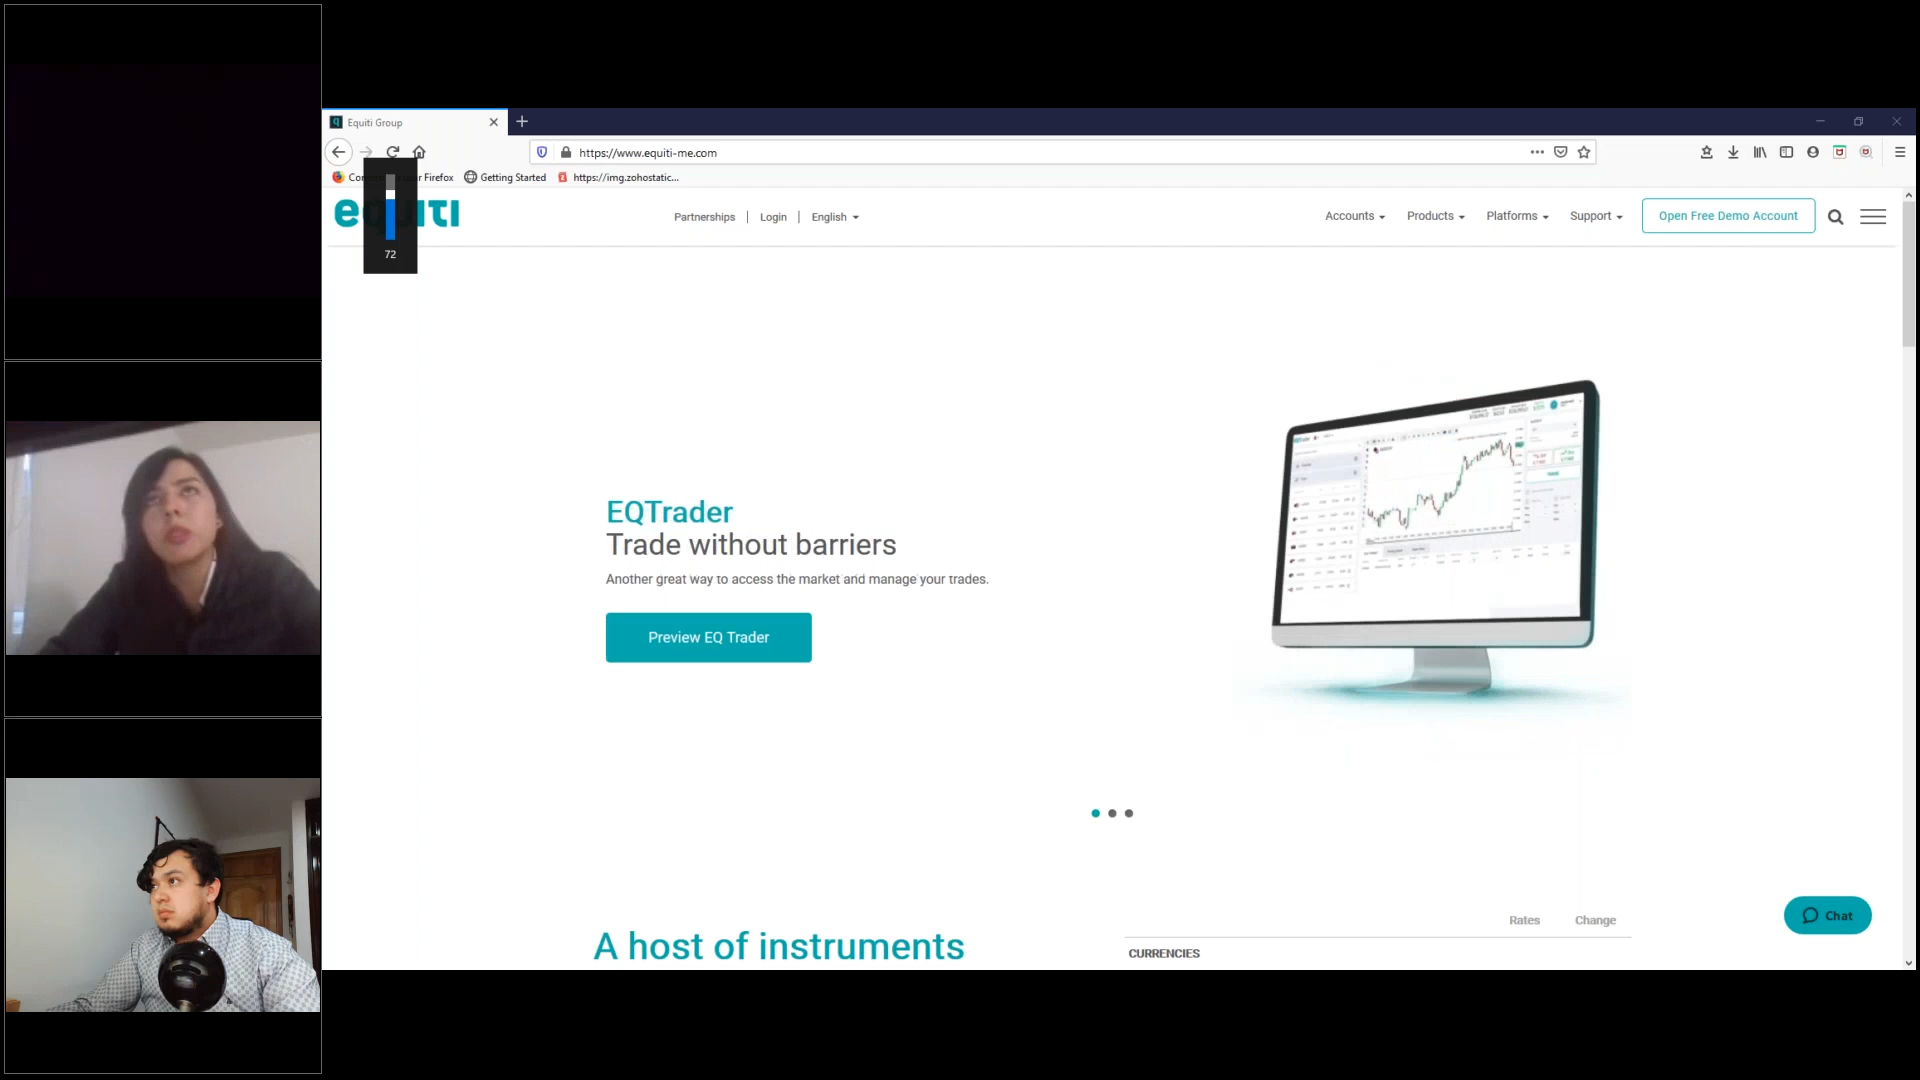 Equiti Group
https://www.equiti-me.com
Firefox
Getting Started
https://img.zohostatic...
Partnerships
Login
English
Accounts
Products
Platforms
Support
Open Free Demo Account
72
EQTrader
Trade without barriers
Another great way to access the market and manage your trades.
Preview EQ Trader
Rates
Change
A host of instruments
CURRENCIES
Chat